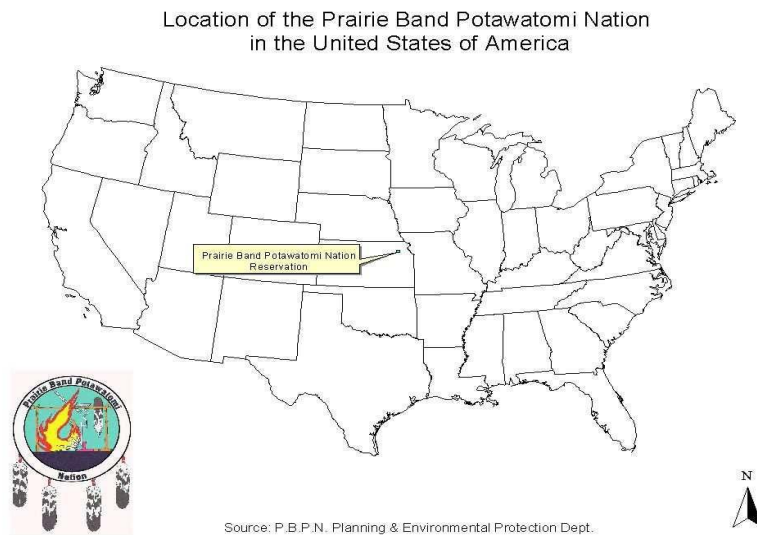 Location of the Prairie Band Potawatomi Nation
in the United States of America
Prairie Band Potawatomi Nation
Reservation
Prairie Band Potawatomi
Nation
N
Source: P.B.P.N. Planning & Environmental Protection Dept.